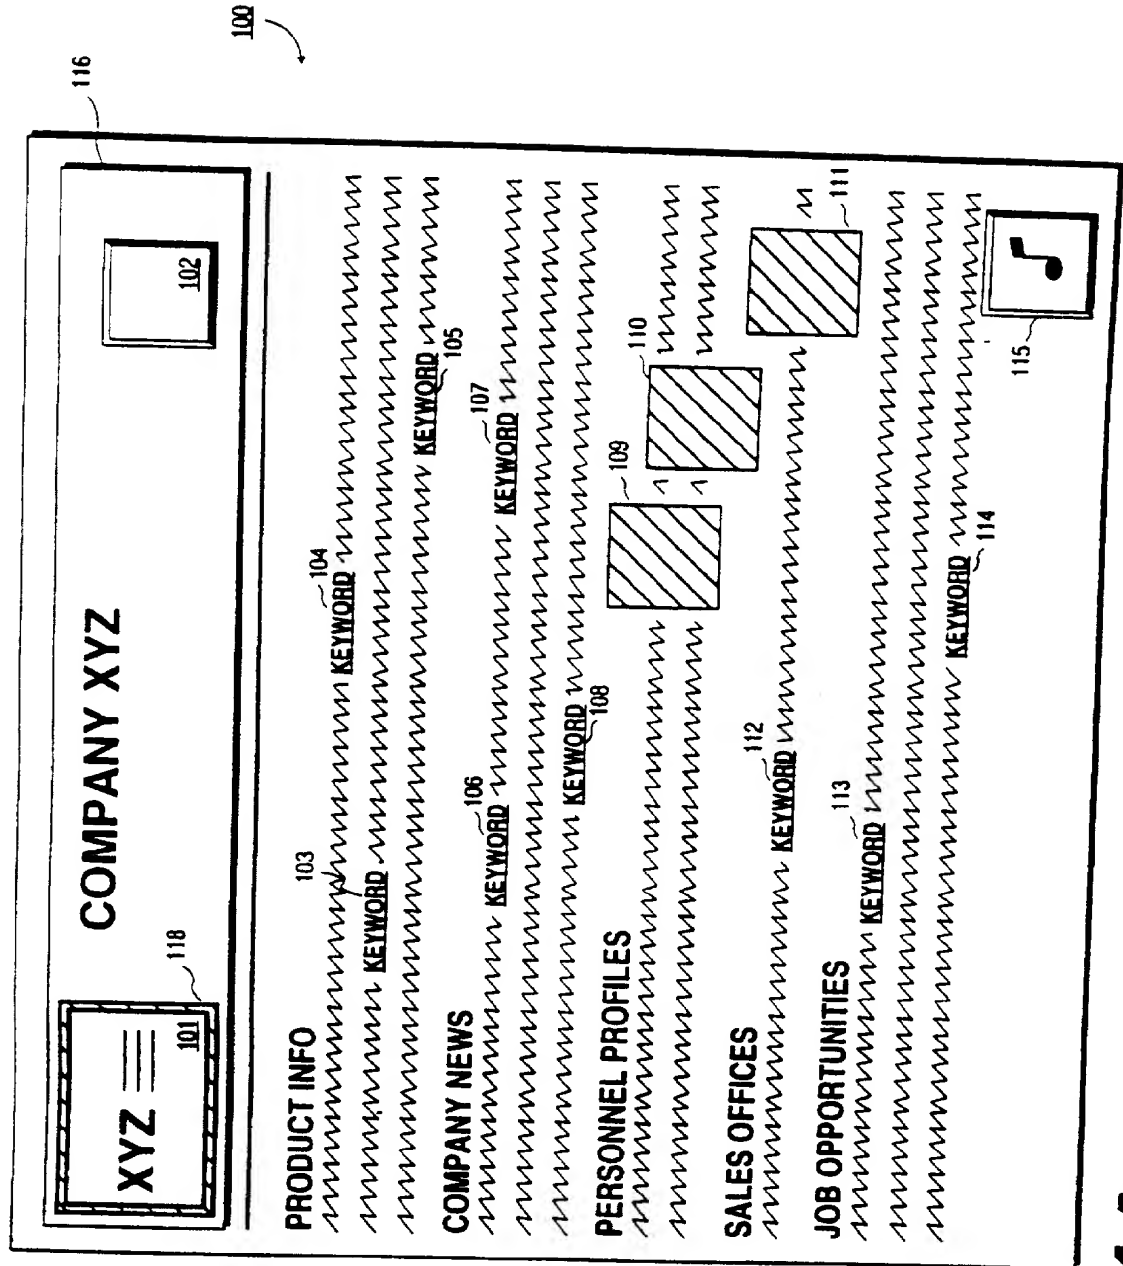 100
116
COMPANY XYZ
118
XYZ
101
102
PRODUCT INFO
104
KEYWORD
103
KEYWORD
KEYWORD
105
COMPANY NEWS
106
KEYWORD
107
KEYWORD
KEYWORD
108
PERSONNEL PROFILES
109
110
SALES OFFICES
111
112
KEYWORD
JOB OPPORTUNITIES
113
KEYWORD
KEYWORD
114
115